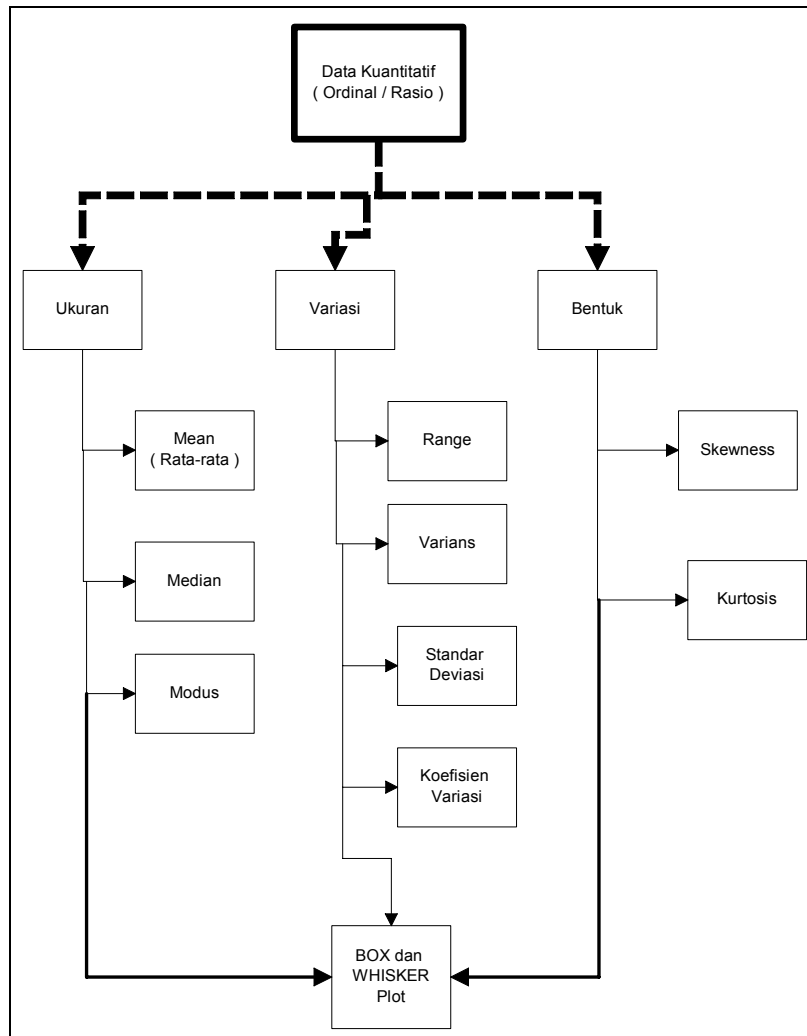 Data Kuantitatif
( Ordinal / Rasio )
Ukuran
Variasi
Bentuk
Mean
( Rata-rata )
Range
Skewness
Varians
Median
Kurtosis
Standar
Deviasi
Modus
Koefisien
Variasi
BOX dan
WHISKER
Plot